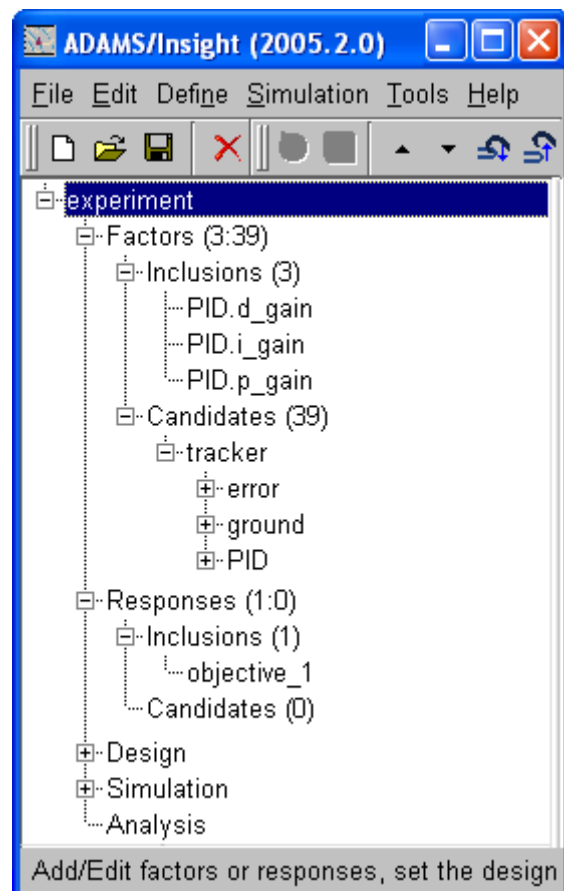 ADAMS/Insight (2005.2.0)
File Edit Define Simulation Tools Help
experiment
Factors (3:39)
Inclusions (3)
PID.d_gain
PID.i_gain
PID.p_gain
Candidates (39)
tracker
error
ground
PID
Responses (1:0)
Inclusions (1)
objective_1
Candidates (0)
Design
Simulation
Analysis
Add/Edit factors or responses, set the design